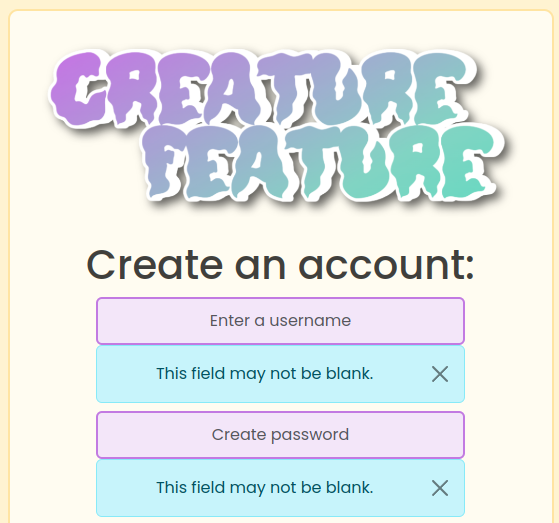 CREATURE
FEATURE
Create an account:
Enter a username
This field may not be blank.
Create password
This field may not be blank.